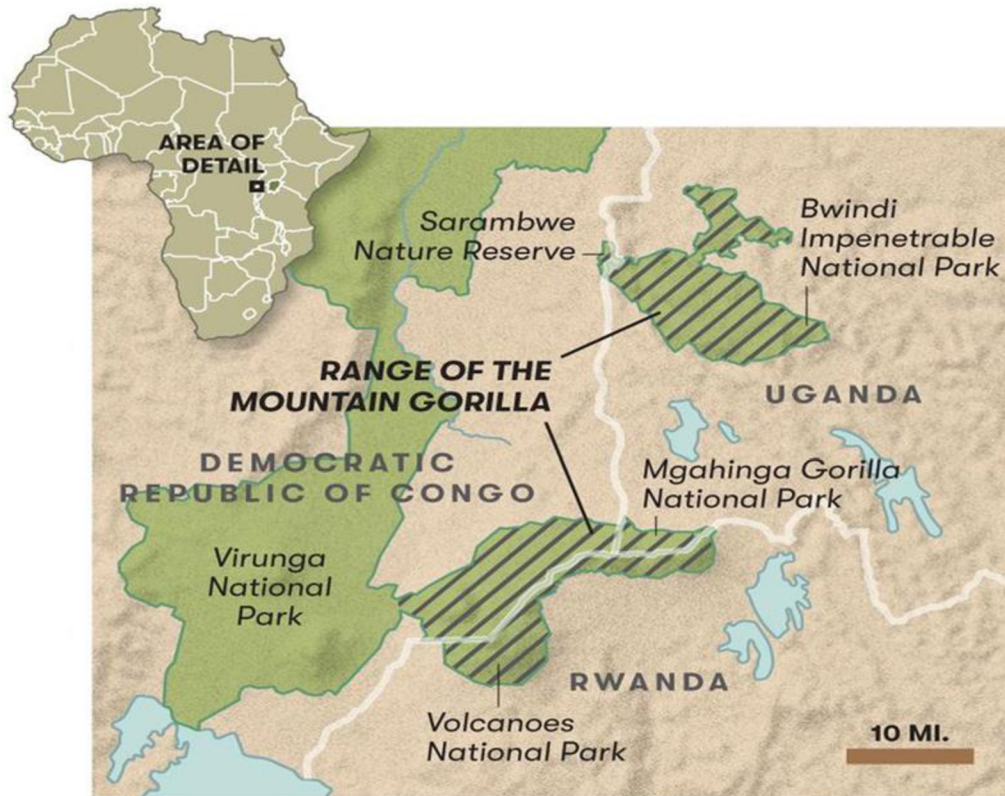 AREA OF
DETAIL
Sarambwe
Nature Reserve
Bwindi
Impenetrable
National Park
RANGE OF THE
MOUNTAIN GORILLA
UGANDA
DEMOCRATIC
REPUBLIC OF CONGO
Mgahinga Gorilla
National Park
Virunga
National
Park
RWANDA
Volcanoes
National Park
10 MI.